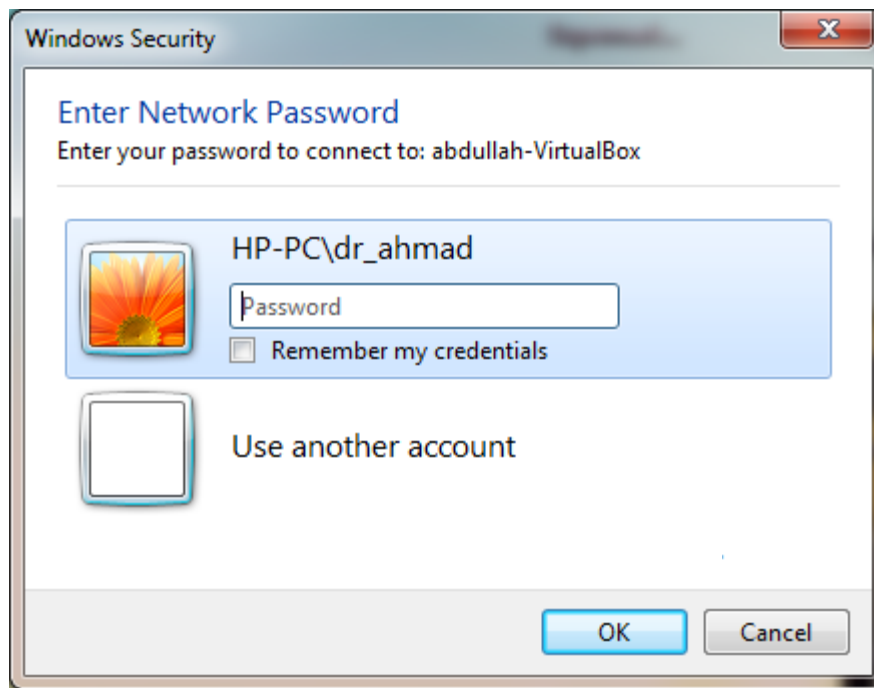 Windows Security
Enter Network Password
Enter your password to connect to: abdullah-VirtualBox
HP-PC\dr_ahmad
Password
Remember my credentials
Use another account
OK
Cancel